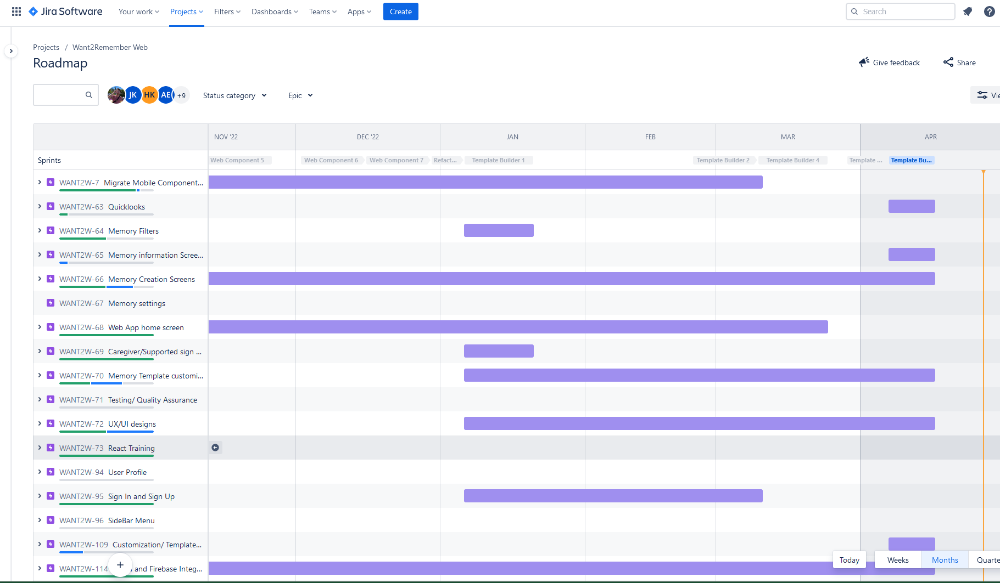 Jira Software Your work Projects Filters Dashboards Teams Apps Create Search
Projects / Want2Remember Web
Roadmap
Give feedback Share
JK HK AE +9 Status category Epic Vie
NOV '22 DEC '22 JAN FEB MAR APR
Sprints Web Component 5 Web Component 6 Web Component 7 Refact... Template Builder 1 Template Builder 2 Template Builder 4 Template ... Template Bu...
WANT2W-7 Migrate Mobile Component...
WANT2W-63 Quicklooks
WANT2W-64 Memory Filters
WANT2W-65 Memory information Scree...
WANT2W-66 Memory Creation Screens
WANT2W-67 Memory settings
WANT2W-68 Web App home screen
WANT2W-69 Caregiver/Supported sign ...
WANT2W-70 Memory Template customi...
WANT2W-71 Testing/ Quality Assurance
WANT2W-72 UX/UI designs
WANT2W-73 React Training
WANT2W-94 User Profile
WANT2W-95 Sign In and Sign Up
WANT2W-96 SideBar Menu
WANT2W-109 Customization/ Template...
Today Weeks Months Quarte
WANT2W-114 and Firebase Integ...